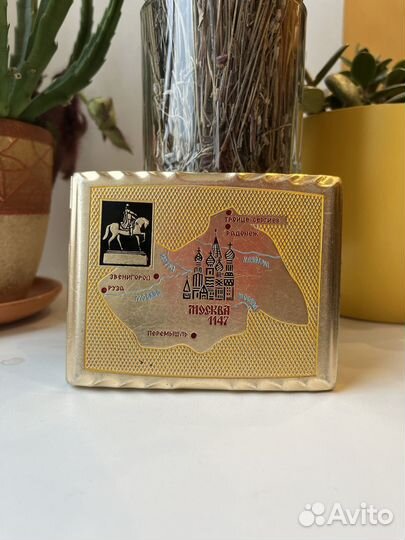 ТРОИЦЕ-СЕРГИЕВ
РАДОНЕЖ
ЗВЕНИГОРОД
РУЗА
МОСКВА
1147
ПЕРЕМЫШЛЬ
Avito